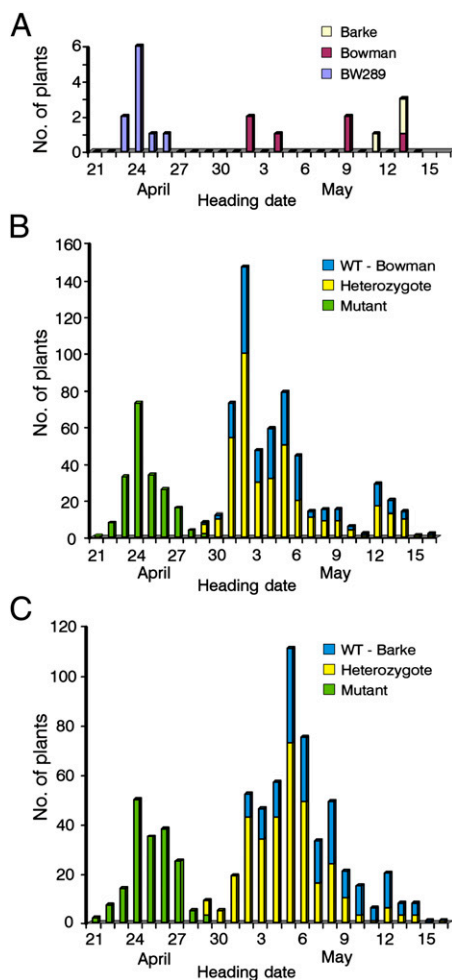 A
Barke
Bowman
BW289
No. of plants
6
4
2
0
21 24 27 30 3 6 9 12 15
April May
Heading date
B
160
140
120
100
80
60
40
20
0
WT - Bowman
Heterozygote
Mutant
No. of plants
21 24 27 30 3 6 9 12 15
April May
Heading date
C
120
100
80
60
40
20
0
WT - Barke
Heterozygote
Mutant
No. of plants
21 24 27 30 3 6 9 12 15
April May
Heading date